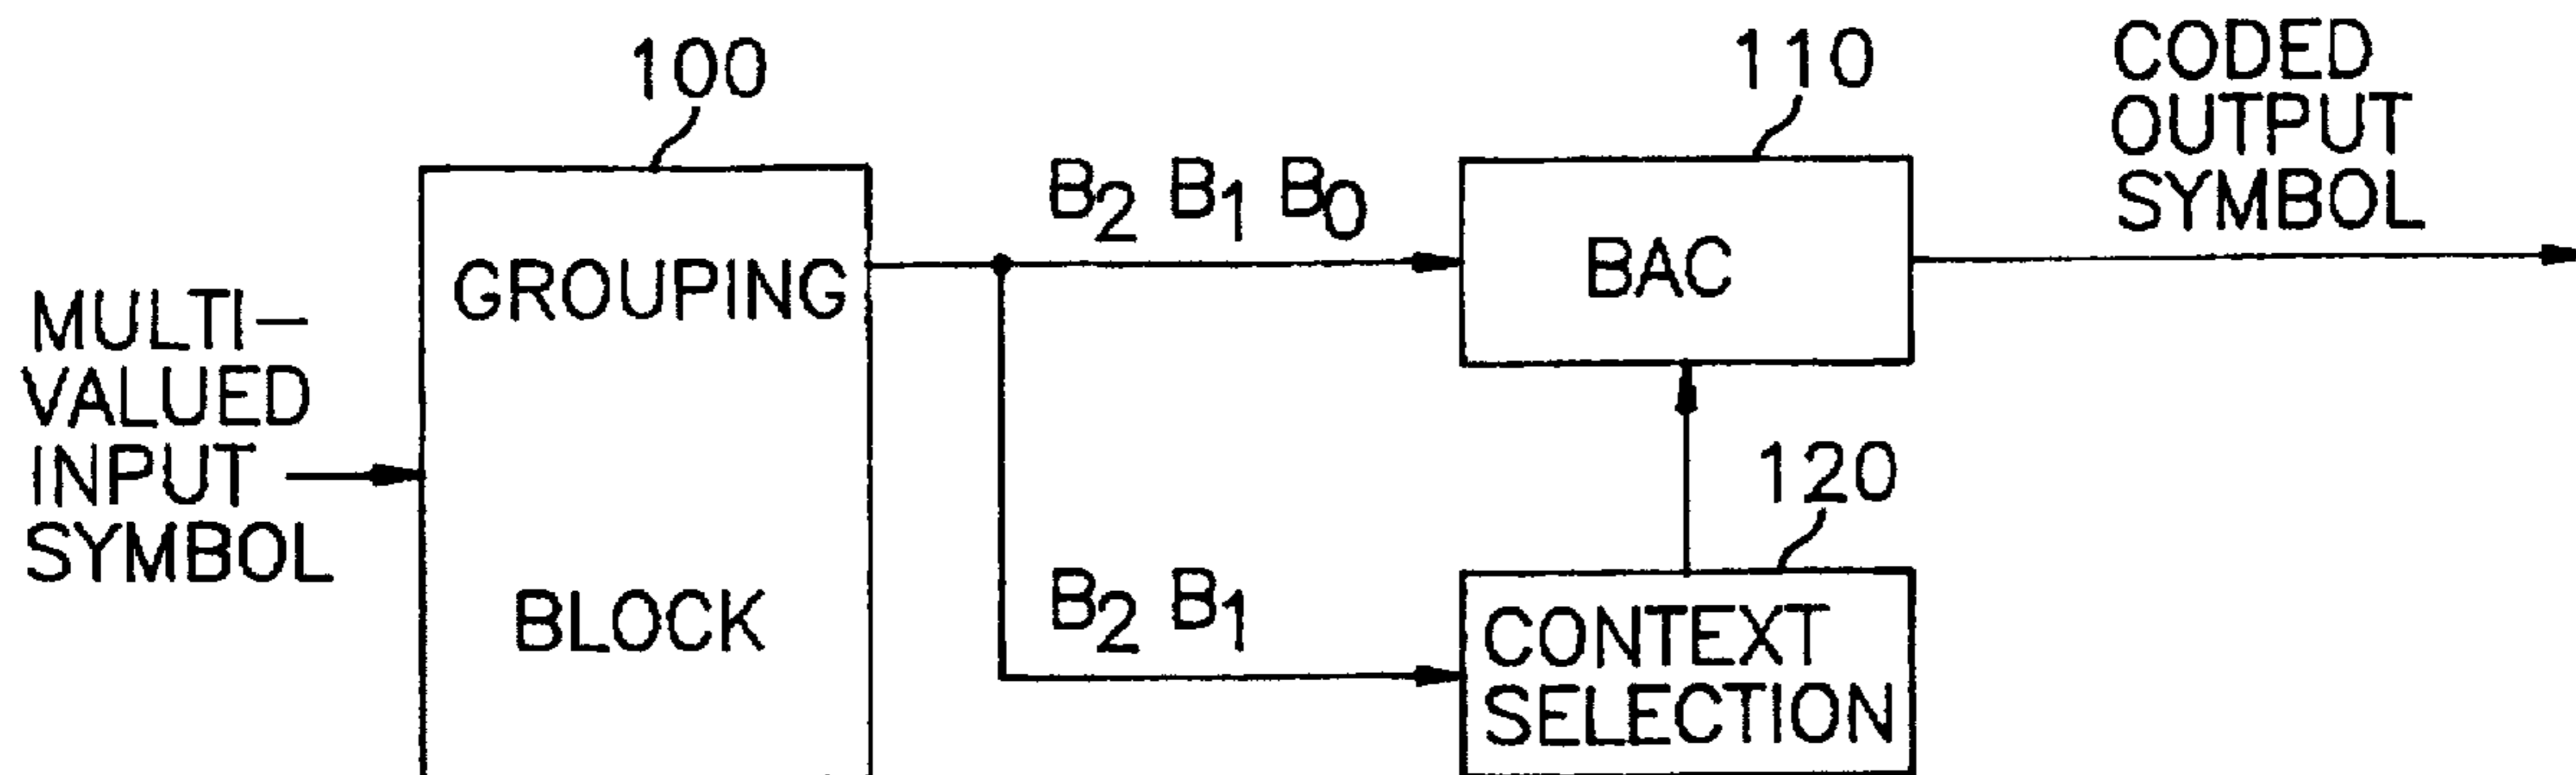 100
110
CODED
OUTPUT
SYMBOL
B2 B1 B0
GROUPING
BLOCK
BAC
MULTI-
VALUED
INPUT
SYMBOL
120
B2 B1
CONTEXT
SELECTION